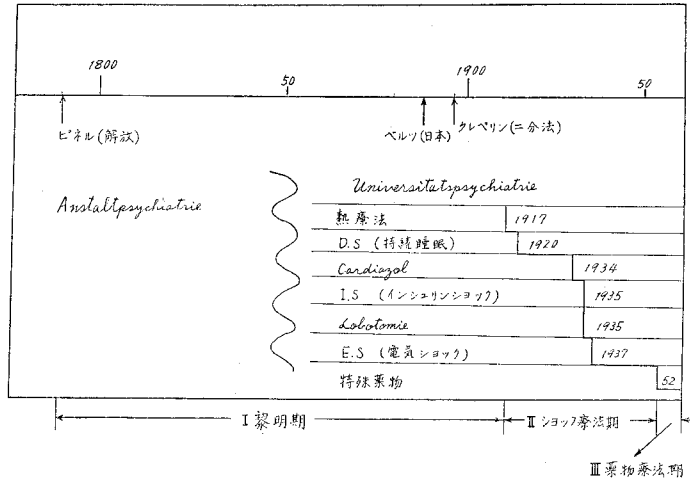 1800
50
1900
50
ピネル(解放)
ベルツ(日本)
クレペリン(二分法)
Anstaltpsychiatrie
Universitatspsychiatrie
熱療法 1917
D.S (持続睡眠) 1920
Cardiazol 1934
I.S (インシュリンショック) 1935
Lobotomie 1935
E.S (電気ショック) 1937
特殊薬物 52
I 黎明期
II ショック療法期
III 薬物療法期